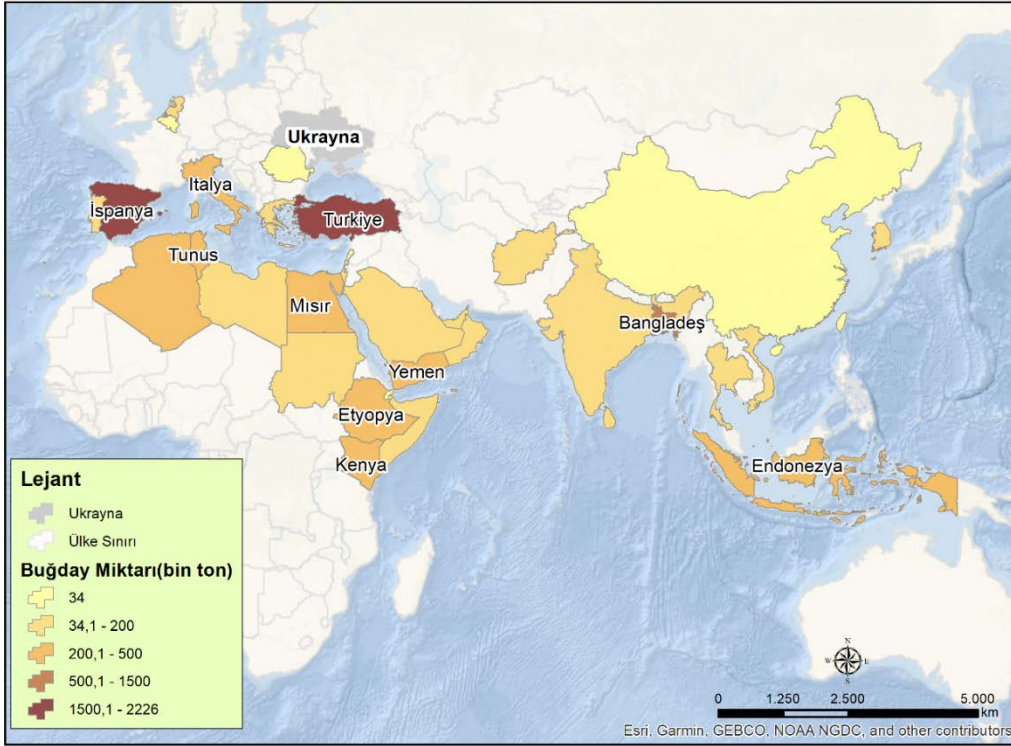 Ukrayna
Italya
İspanya
Turkiye
Tunus
Mısır
Bangladeş
Yemen
Etyopya
Kenya
Endonezya
Lejant
Ukrayna
Ülke Sınırı
Buğday Miktarı(bin ton)
34
34,1 - 200
200,1 - 500
500,1 - 1500
1500,1 - 2226
N
W E
S
0 1.250 2.500 5.000
km
Esri, Garmin, GEBCO, NOAA NGDC, and other contributors